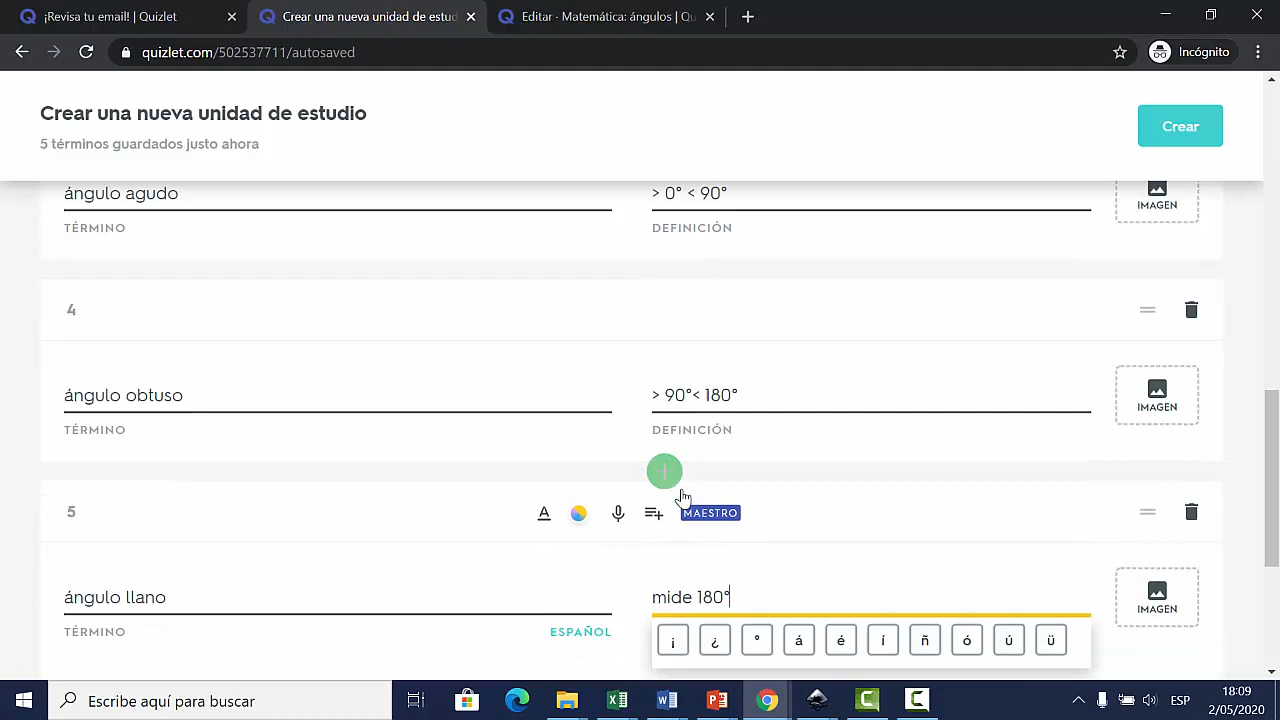 ¡Revisa tu email! | Quizlet
Crear una nueva unidad de estud
Editar · Matemática: ángulos | Qu
quizlet.com/502537711/autosaved
Incógnito
Crear una nueva unidad de estudio
5 términos guardados justo ahora
Crear
ángulo agudo
> 0° < 90°
TÉRMINO
DEFINICIÓN
IMAGEN
4
ángulo obtuso
> 90°< 180°
TÉRMINO
DEFINICIÓN
IMAGEN
5
MAESTRO
ángulo llano
mide 180°
TÉRMINO
ESPAÑOL
IMAGEN
¡ ¿ ° á é í ñ ó ú ü
Escribe aquí para buscar
ESP
18:09
2/05/2020